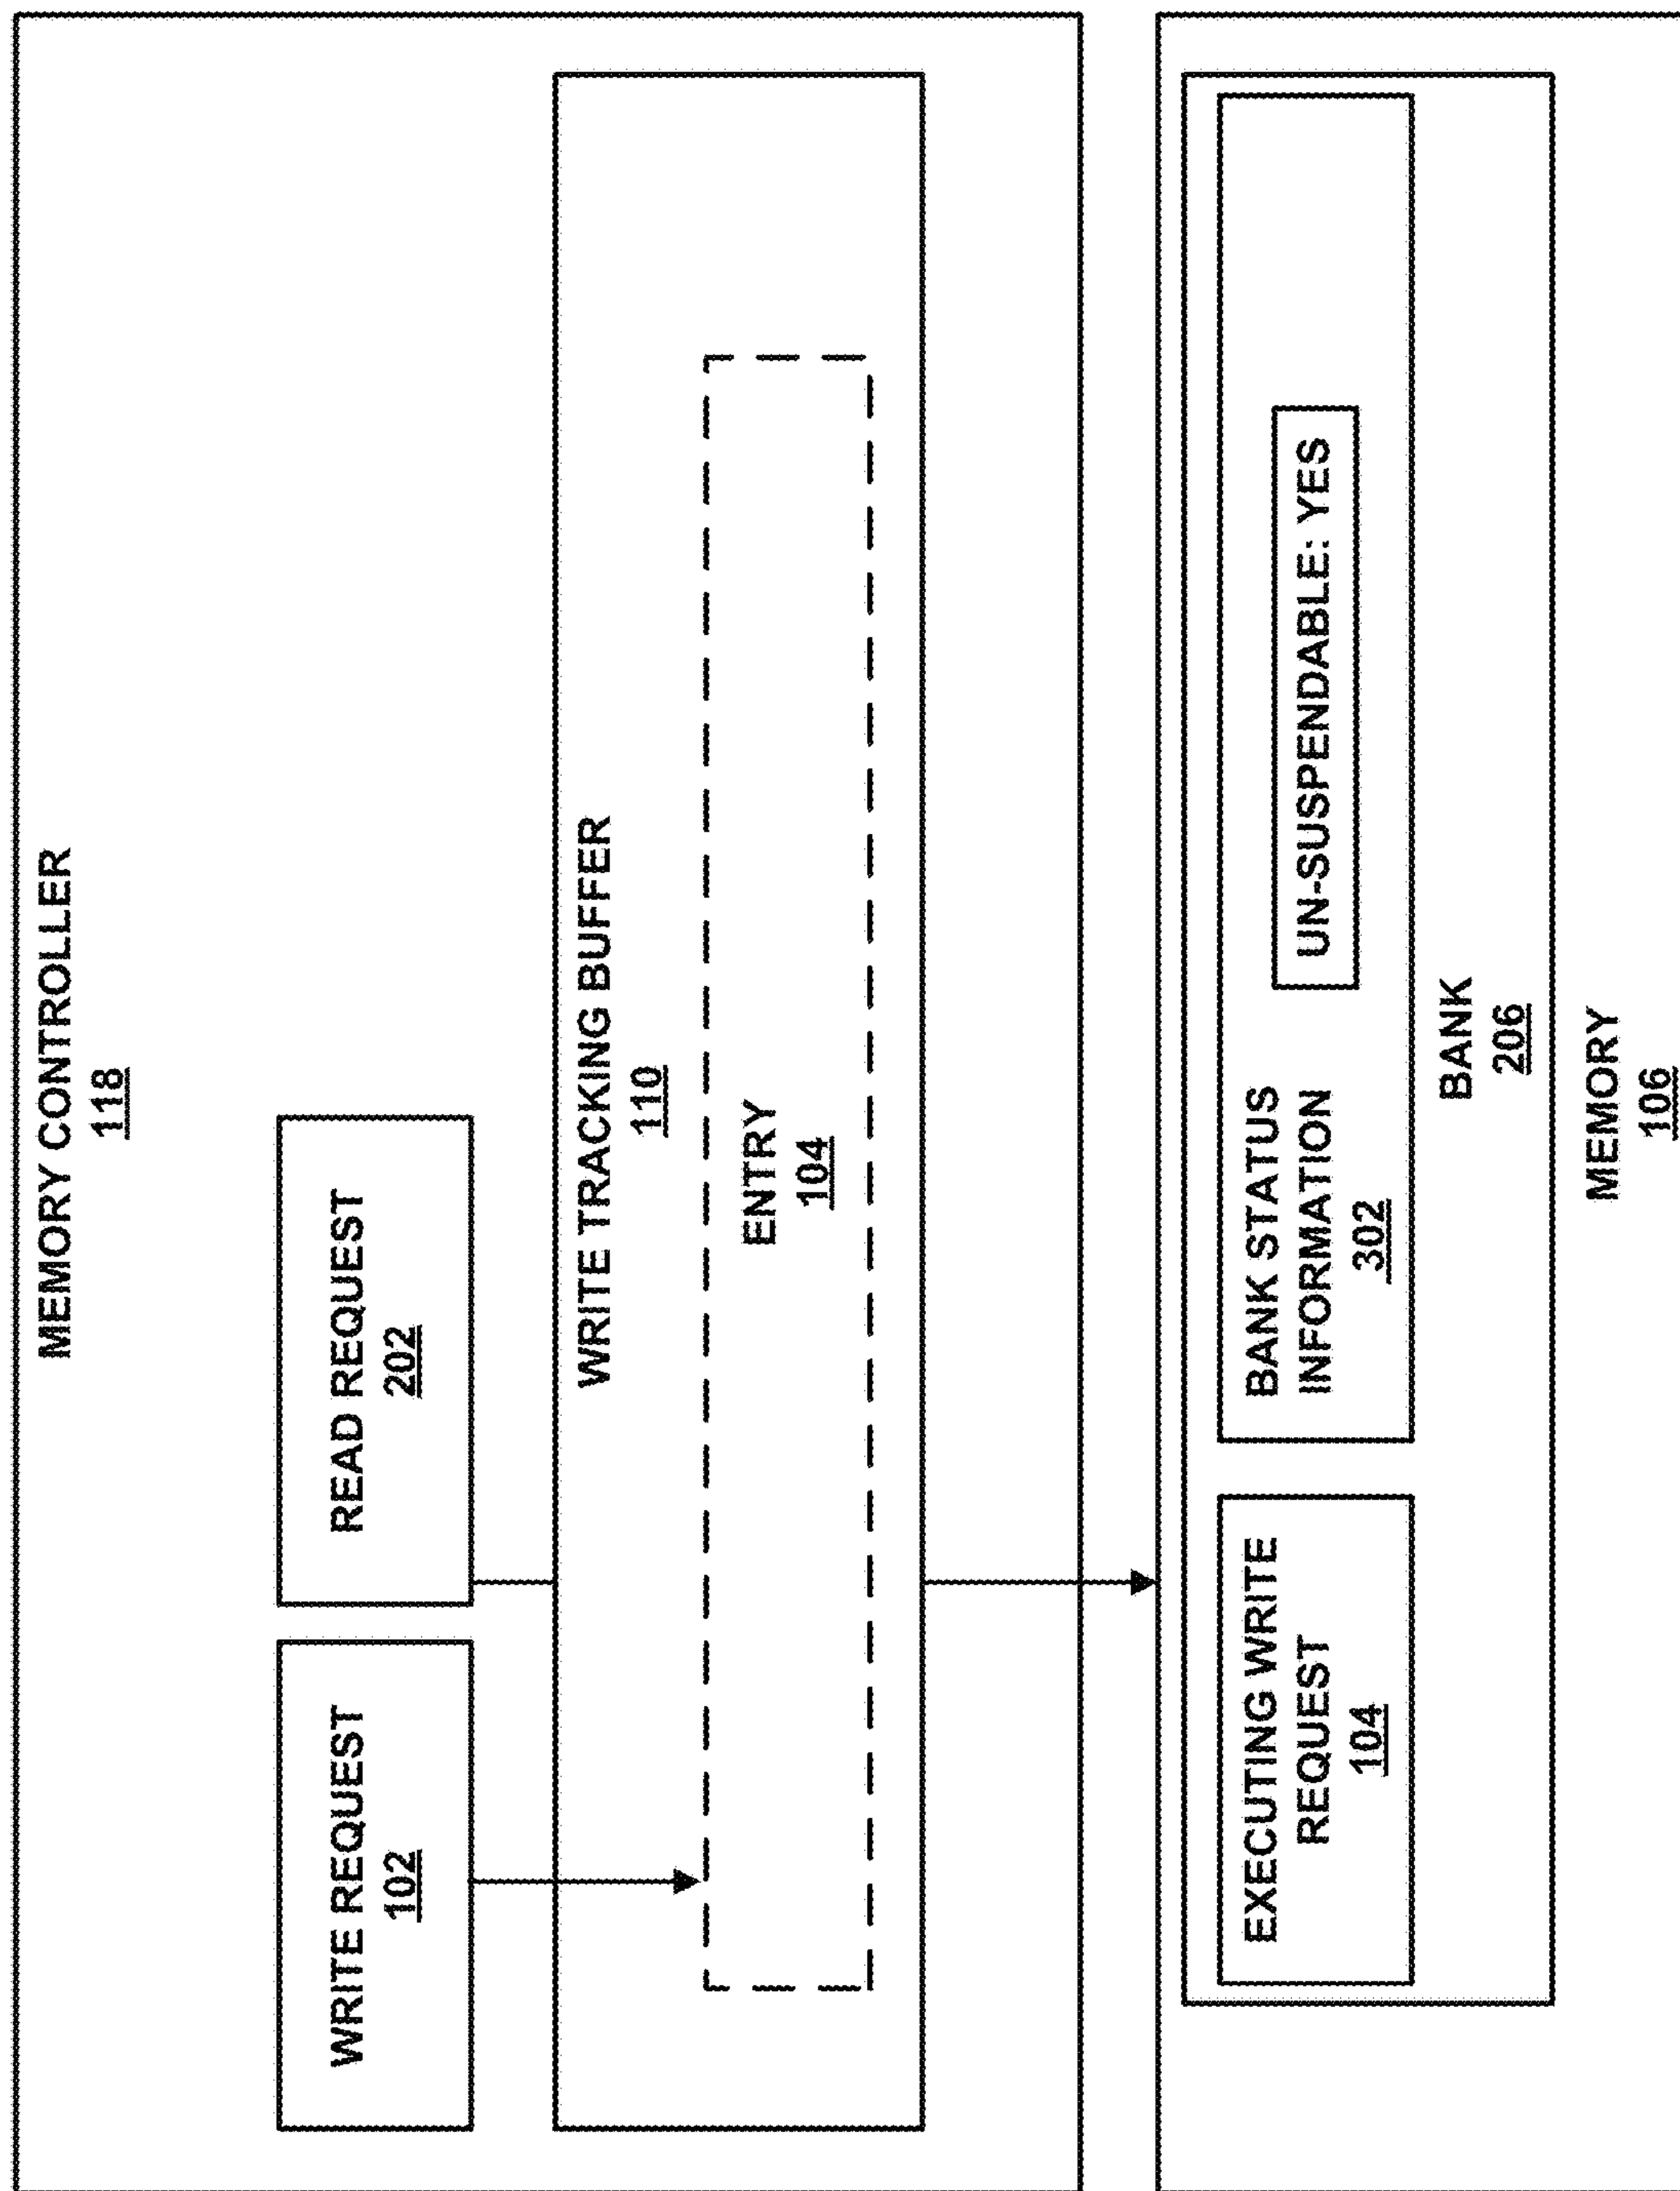 MEMORY CONTROLLER
118
WRITE REQUEST
102
READ REQUEST
202
WRITE TRACKING BUFFER
110
ENTRY
104
EXECUTING WRITE
REQUEST
104
BANK STATUS
INFORMATION
302
UN-SUSPENDABLE: YES
BANK
206
MEMORY
106